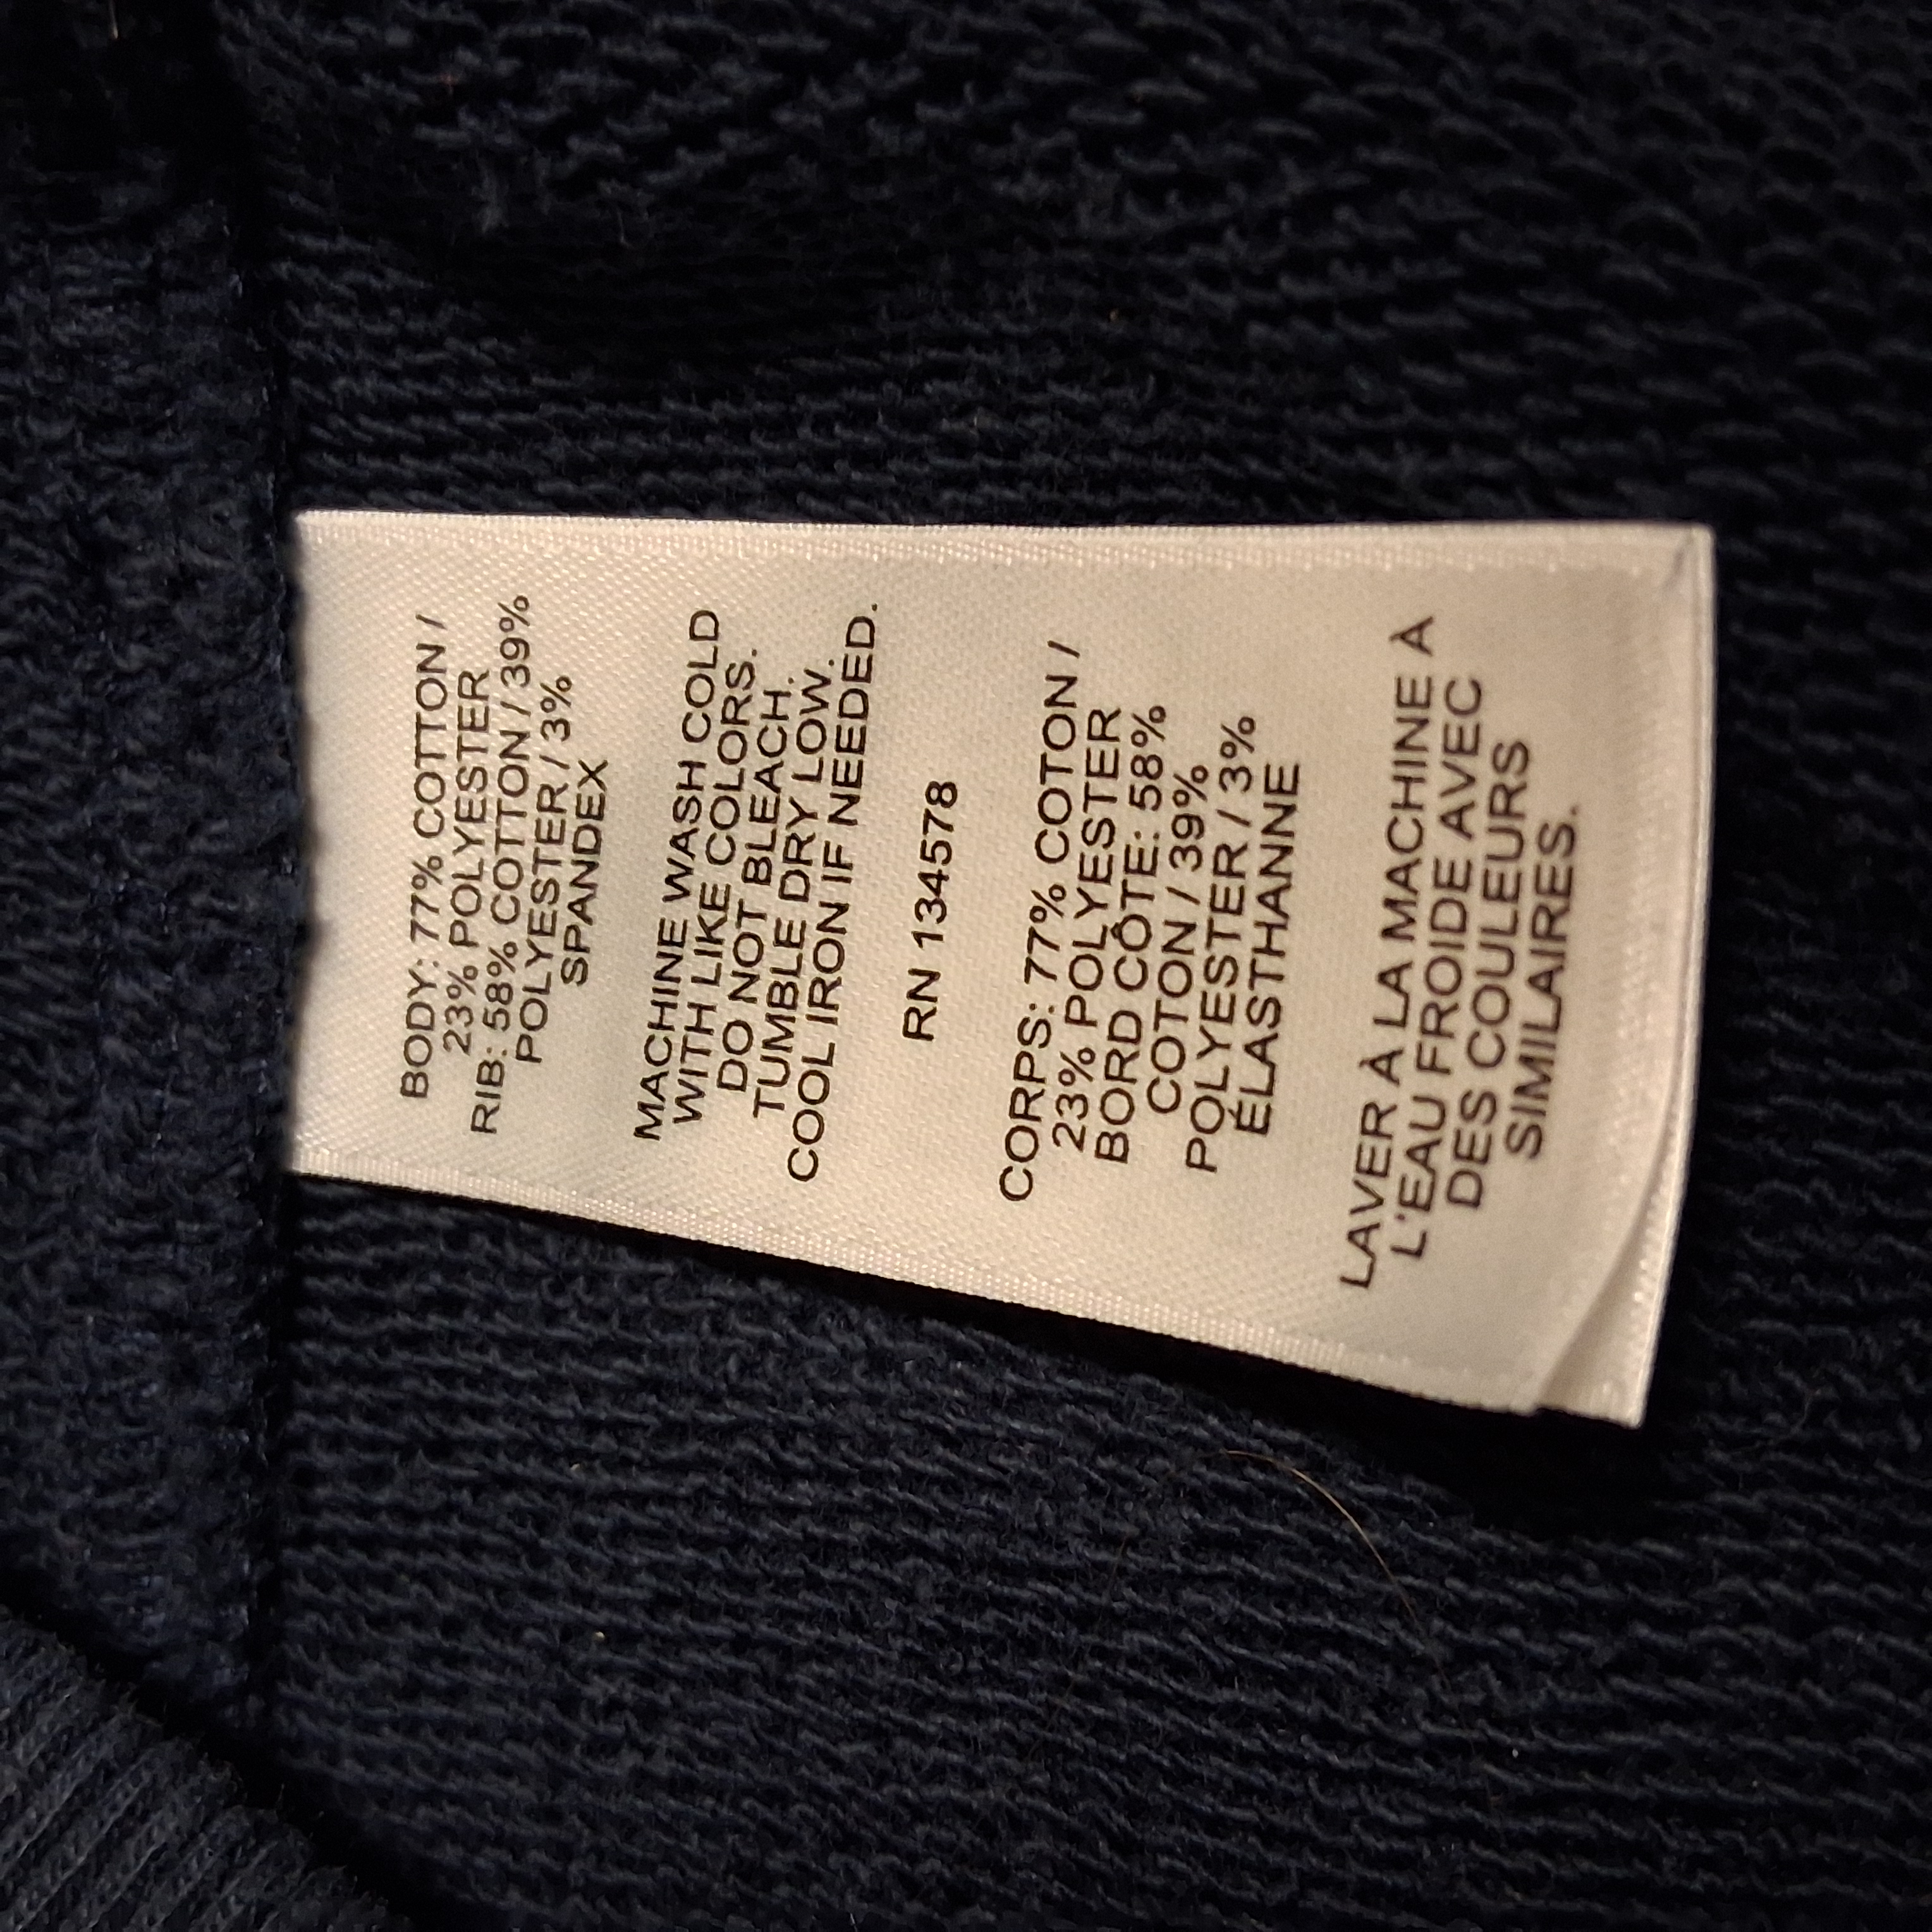 BODY: 77% COTTON /
23% POLYESTER
RIB: 58% COTTON / 39%
POLYESTER / 3%
SPANDEX
MACHINE WASH COLD
WITH LIKE COLORS.
DO NOT BLEACH.
TUMBLE DRY LOW.
COOL IRON IF NEEDED.
RN 134578
CORPS: 77% COTON /
23% POLYESTER
BORD CÔTE: 58%
COTON / 39%
POLYESTER / 3%
ÉLASTHANNE
LAVER À LA MACHINE À
L'EAU FROIDE AVEC
DES COULEURS
SIMILAIRES.